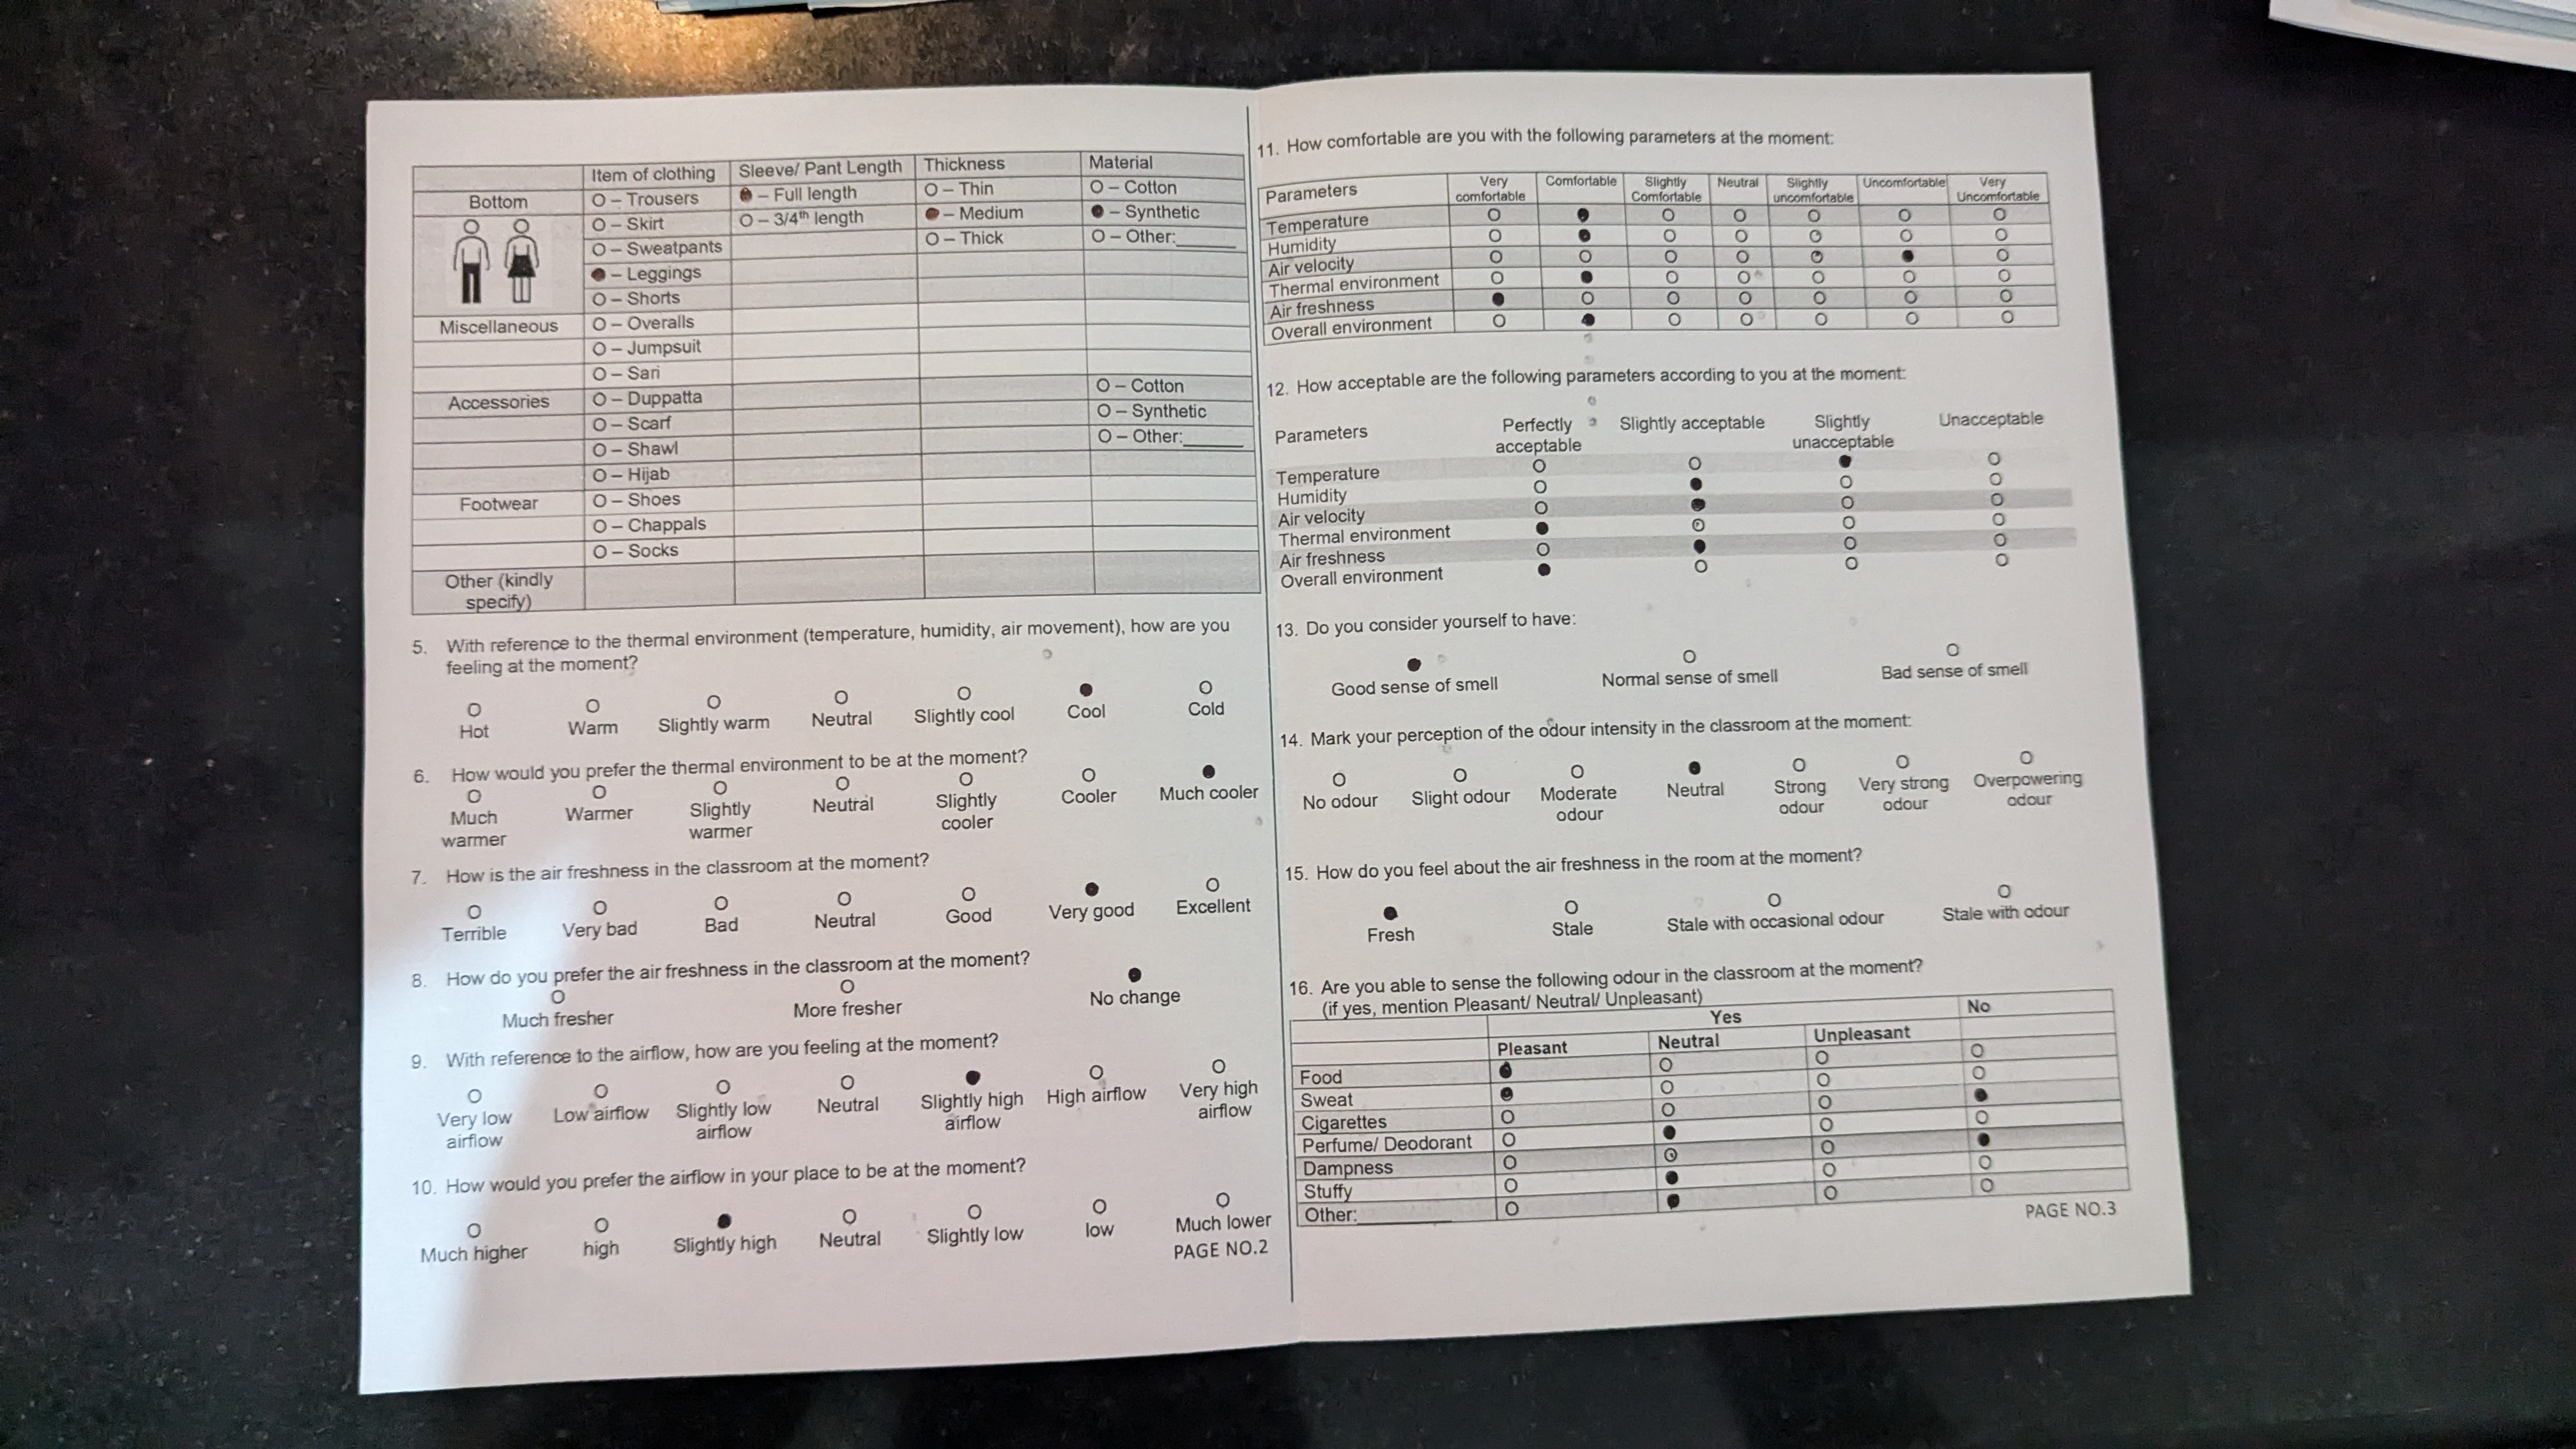 Item of clothing Sleeve/ Pant Length Thickness Material
Bottom O – Trousers ● – Full length O – Thin O – Cotton
O – Skirt O – 3/4th length ● – Medium ● – Synthetic
O – Sweatpants O – Thick O – Other:______
● – Leggings
O – Shorts
Miscellaneous O – Overalls
O – Jumpsuit
O – Sari
Accessories O – Duppatta O – Cotton
O – Scarf O – Synthetic
O – Shawl O – Other:______
O – Hijab
Footwear O – Shoes
O – Chappals
O – Socks
Other (kindly
specify)
5. With reference to the thermal environment (temperature, humidity, air movement), how are you
feeling at the moment?
O O O O O ● O
Hot Warm Slightly warm Neutral Slightly cool Cool Cold
6. How would you prefer the thermal environment to be at the moment?
O O O O O O ●
Much Warmer Slightly Neutral Slightly Cooler Much cooler
warmer warmer cooler
7. How is the air freshness in the classroom at the moment?
O O O O O ● O
Terrible Very bad Bad Neutral Good Very good Excellent
8. How do you prefer the air freshness in the classroom at the moment?
O O ●
Much fresher More fresher No change
9. With reference to the airflow, how are you feeling at the moment?
O O O O ● O O
Very low Low airflow Slightly low Neutral Slightly high High airflow Very high
airflow airflow airflow airflow
10. How would you prefer the airflow in your place to be at the moment?
O O ● O O O O
Much higher high Slightly high Neutral Slightly low low Much lower
PAGE NO.2
11. How comfortable are you with the following parameters at the moment:
Parameters Very Comfortable Slightly Neutral Slightly Uncomfortable Very
comfortable Comfortable uncomfortable Uncomfortable
Temperature O ● O O O O O
Humidity O ● O O O O O
Air velocity O O O O O ● O
Thermal environment O ● O O O O O
Air freshness ● O O O O O O
Overall environment O ● O O O O O
12. How acceptable are the following parameters according to you at the moment:
Parameters Perfectly Slightly acceptable Slightly Unacceptable
acceptable unacceptable
Temperature O O ● O
Humidity O ● O O
Air velocity O ● O O
Thermal environment ● O O O
Air freshness O ● O O
Overall environment ● O O O
13. Do you consider yourself to have:
● O O
Good sense of smell Normal sense of smell Bad sense of smell
14. Mark your perception of the odour intensity in the classroom at the moment:
O O O ● O O O
No odour Slight odour Moderate Neutral Strong Very strong Overpowering
odour odour odour odour
15. How do you feel about the air freshness in the room at the moment?
● O O O
Fresh Stale Stale with occasional odour Stale with odour
16. Are you able to sense the following odour in the classroom at the moment?
(if yes, mention Pleasant/ Neutral/ Unpleasant)
Yes No
Pleasant Neutral Unpleasant
Food ● O O O
Sweat ● O O O
Cigarettes O O O ●
Perfume/ Deodorant O ● O O
Dampness O O O ●
Stuffy O ● O O
Other:__________ O ● O O
PAGE NO.3